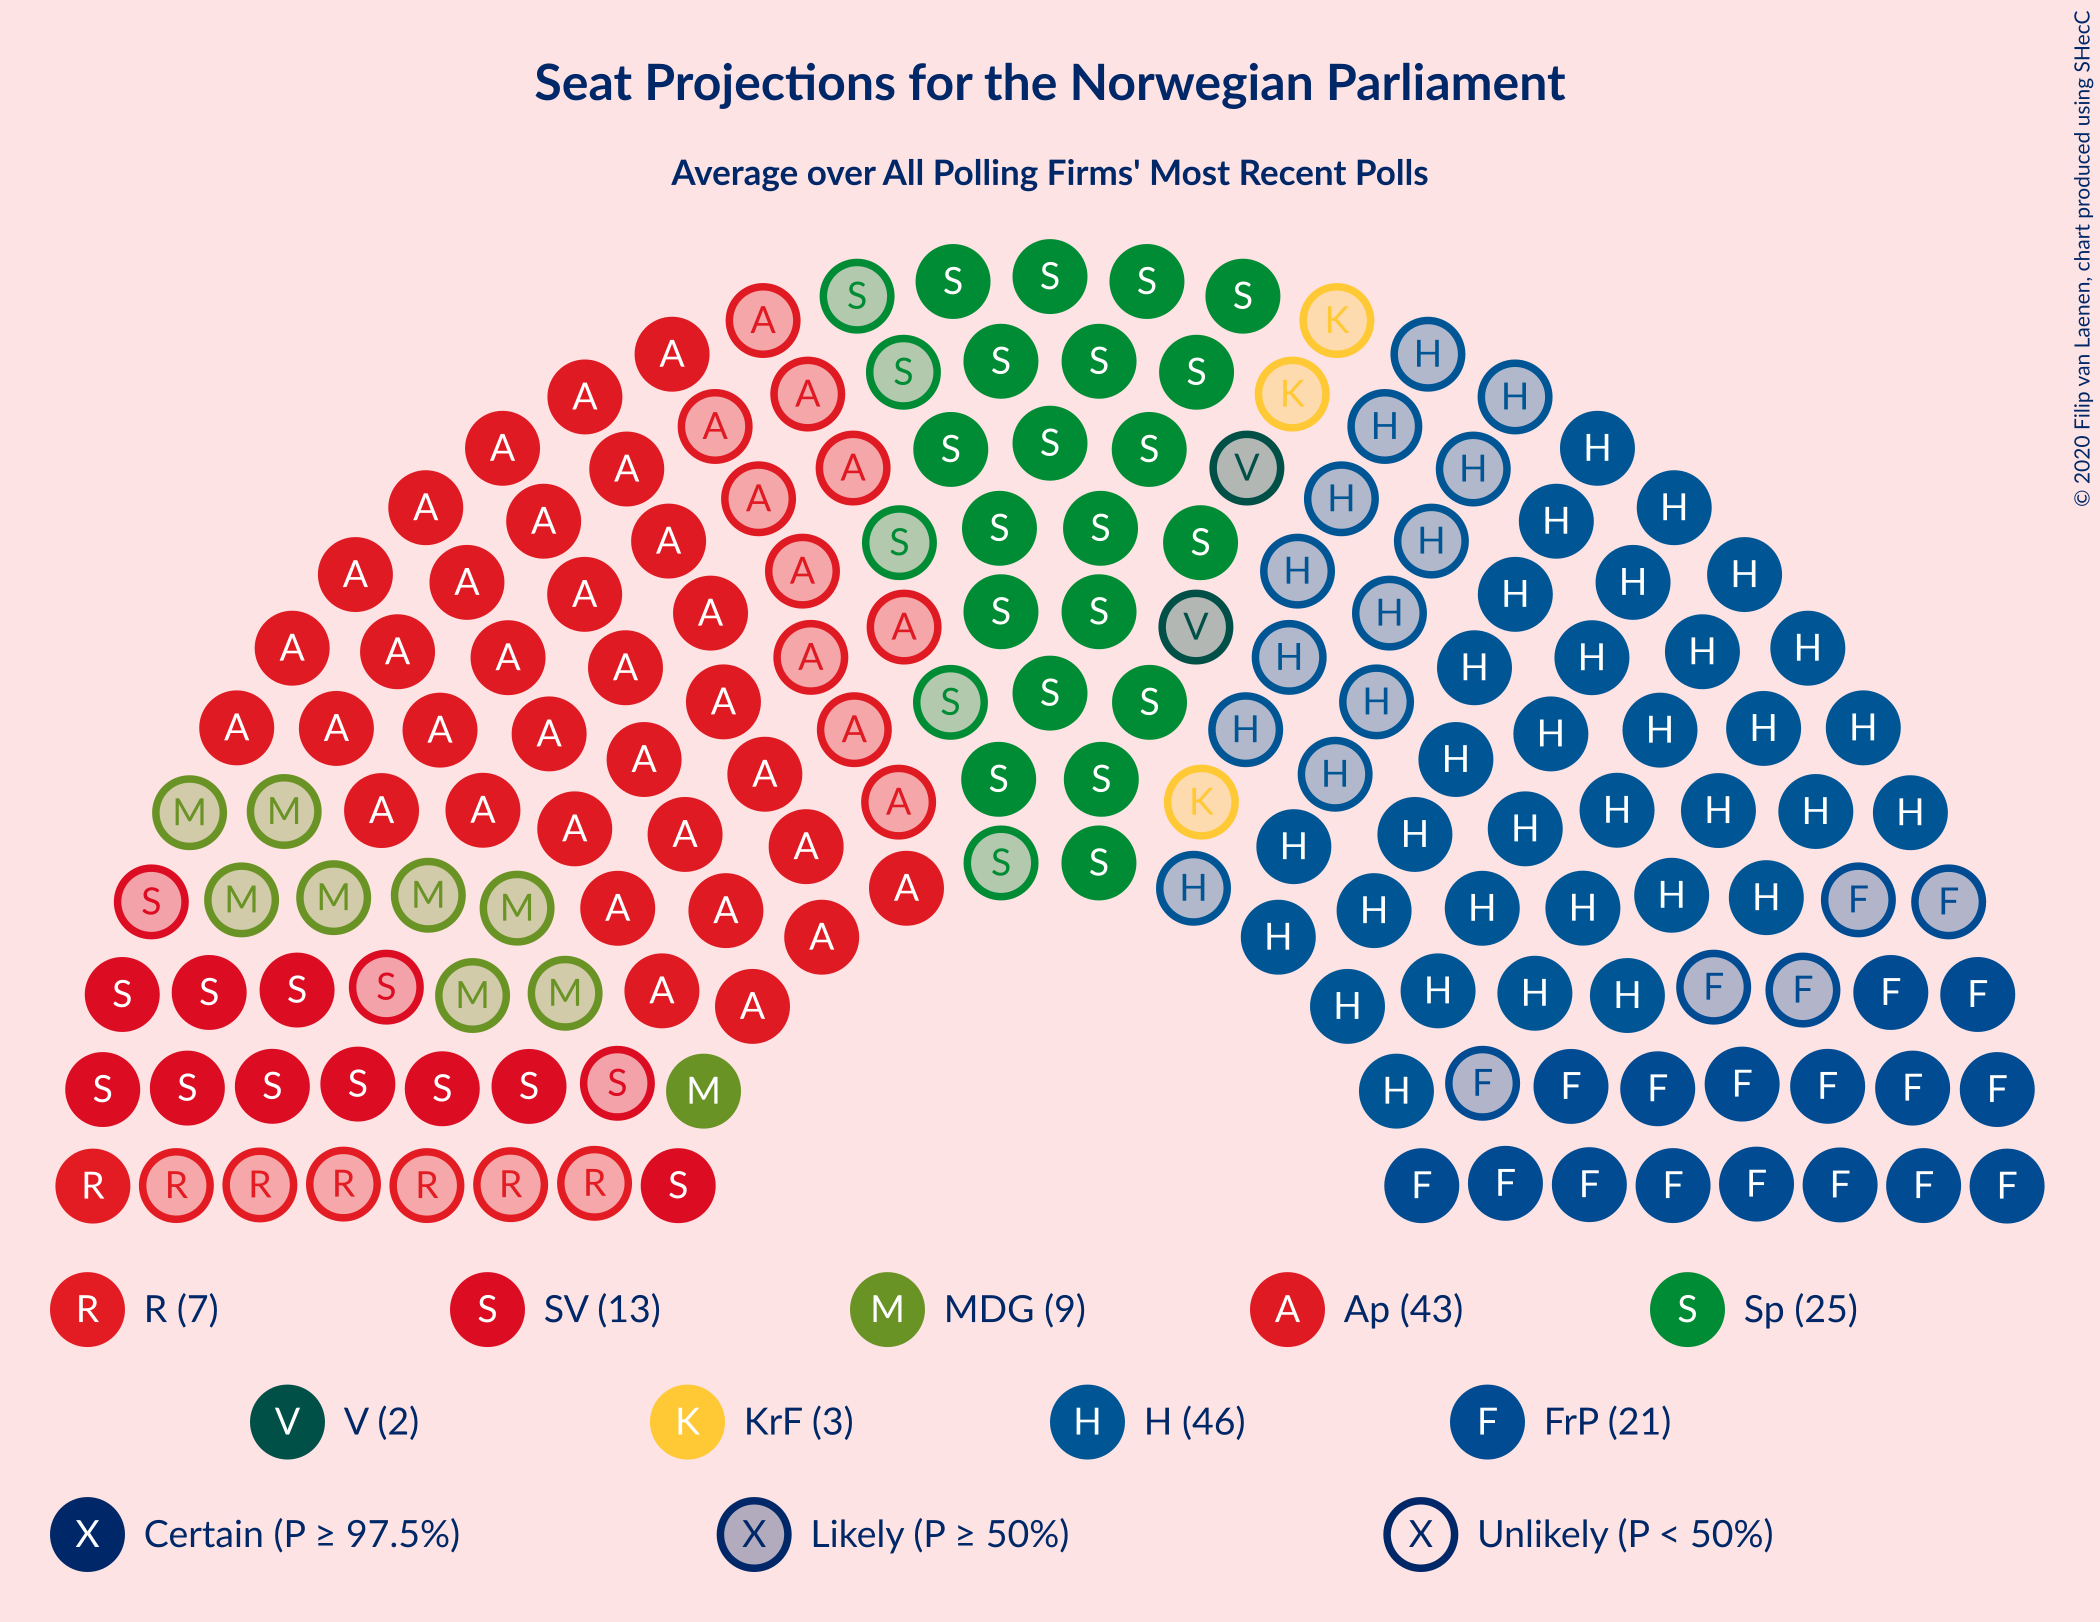 Seat Projections for the Norwegian Parliament
Average over All Polling Firms' Most Recent Polls
© 2020 Filip van Laenen, chart produced using SHecC
S S S S S
A K
A S S S S K H
A A A H H
A A A S S S V H H H
A A A S S S S H H H
A A A A H H H H
A A A A S S V H H H H
A A A A A S S S H H H H H
A A A A A A S S K H H H H H H
M M A A A A A A S S H H H H H H H H
S M M M M A A A A H H H H H H H F F
S S S S M M A A H H H H F F F F
S S S S S S S M H F F F F F F F
R R R R R R R S F F F F F F F F
R R (7) S SV (13) M MDG (9) A Ap (43) S Sp (25)
V V (2) K KrF (3) H H (46) F FrP (21)
X Certain (P ≥ 97.5%) X Likely (P ≥ 50%) X Unlikely (P < 50%)